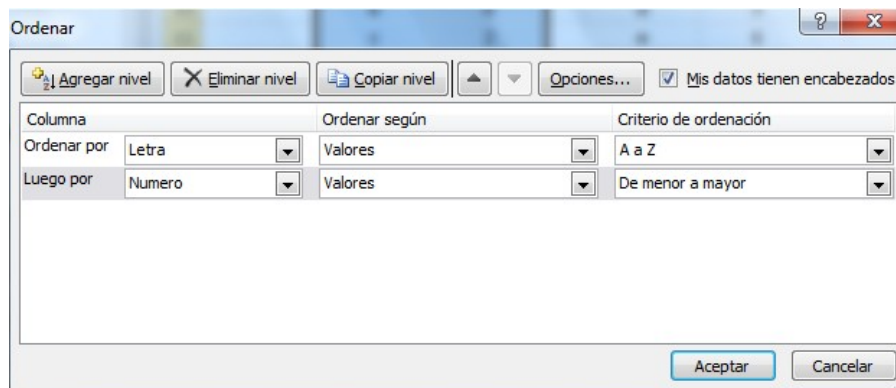 Ordenar
Agregar nivel Eliminar nivel Copiar nivel Opciones... Mis datos tienen encabezados
Columna Ordenar según Criterio de ordenación
Ordenar por Letra Valores A a Z
Luego por Numero Valores De menor a mayor
Aceptar Cancelar